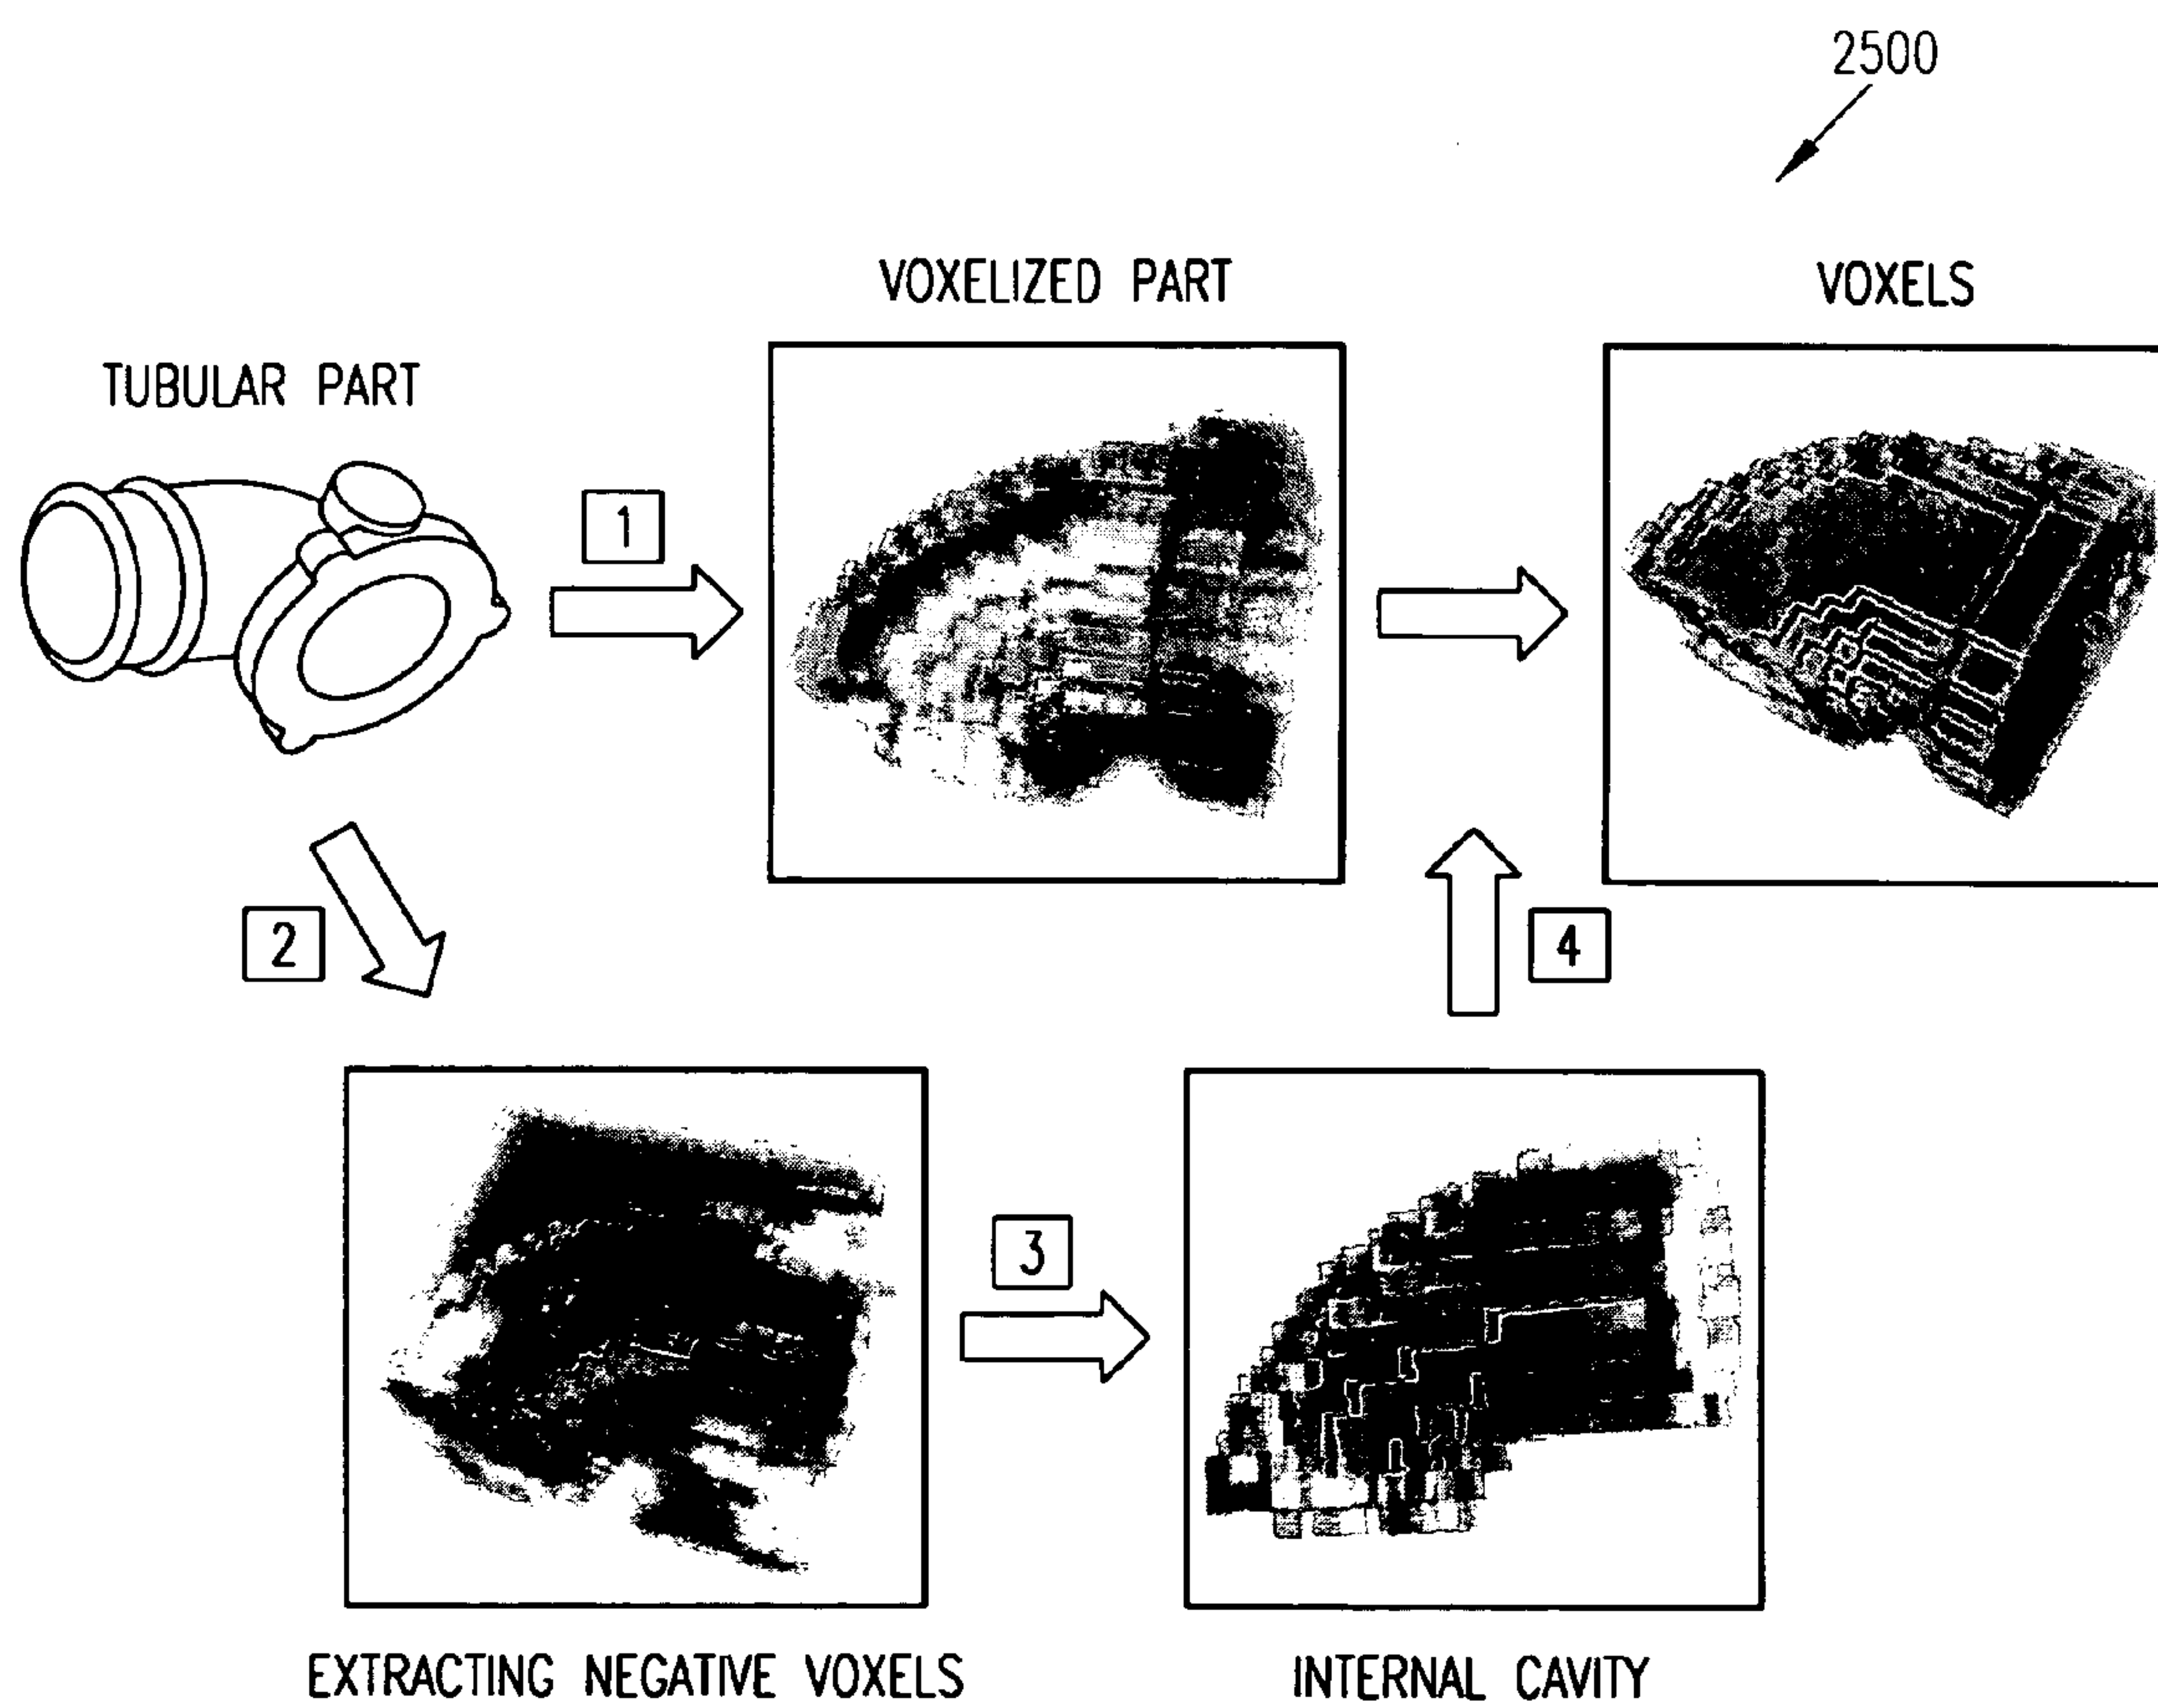 2500
VOXELIZED PART
VOXELS
TUBULAR PART
1
2
4
3
EXTRACTING NEGATIVE VOXELS
INTERNAL CAVITY